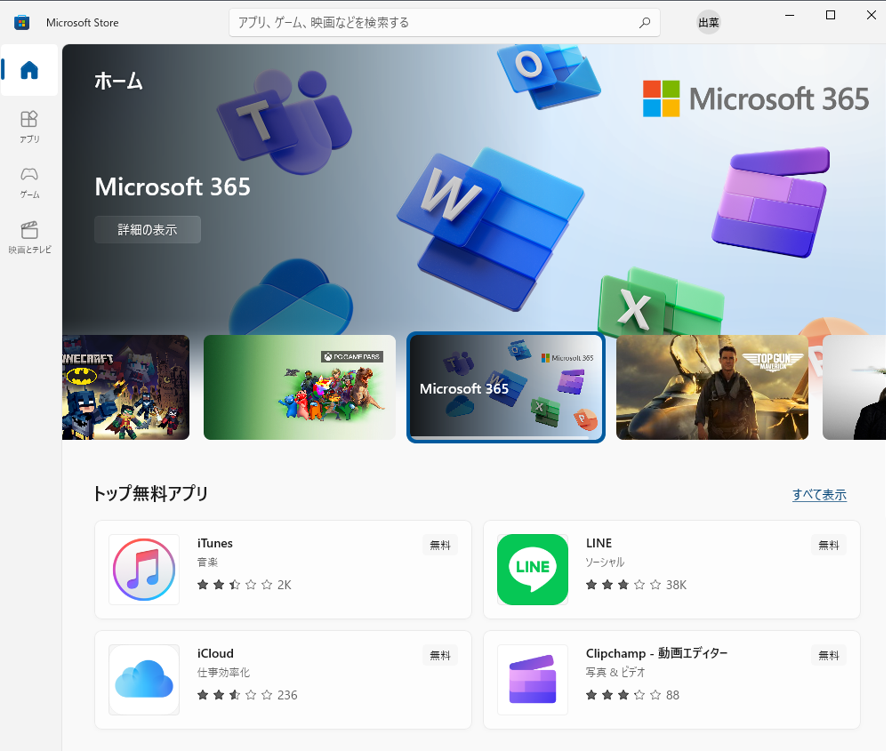 Microsoft Store
アプリ、ゲーム、映画などを検索する
出菜
ホーム
アプリ
ゲーム
映画とテレビ
Microsoft 365
Microsoft 365
詳細の表示
T
O
W
X
MINECRAFT
PC GAME PASS
Microsoft 365
Microsoft 365
TOP GUN
MAVERICK
トップ無料アプリ
すべて表示
iTunes
無料
音楽
2K
LINE
LINE
無料
ソーシャル
38K
iCloud
無料
仕事効率化
236
Clipchamp - 動画エディター
無料
写真 & ビデオ
88